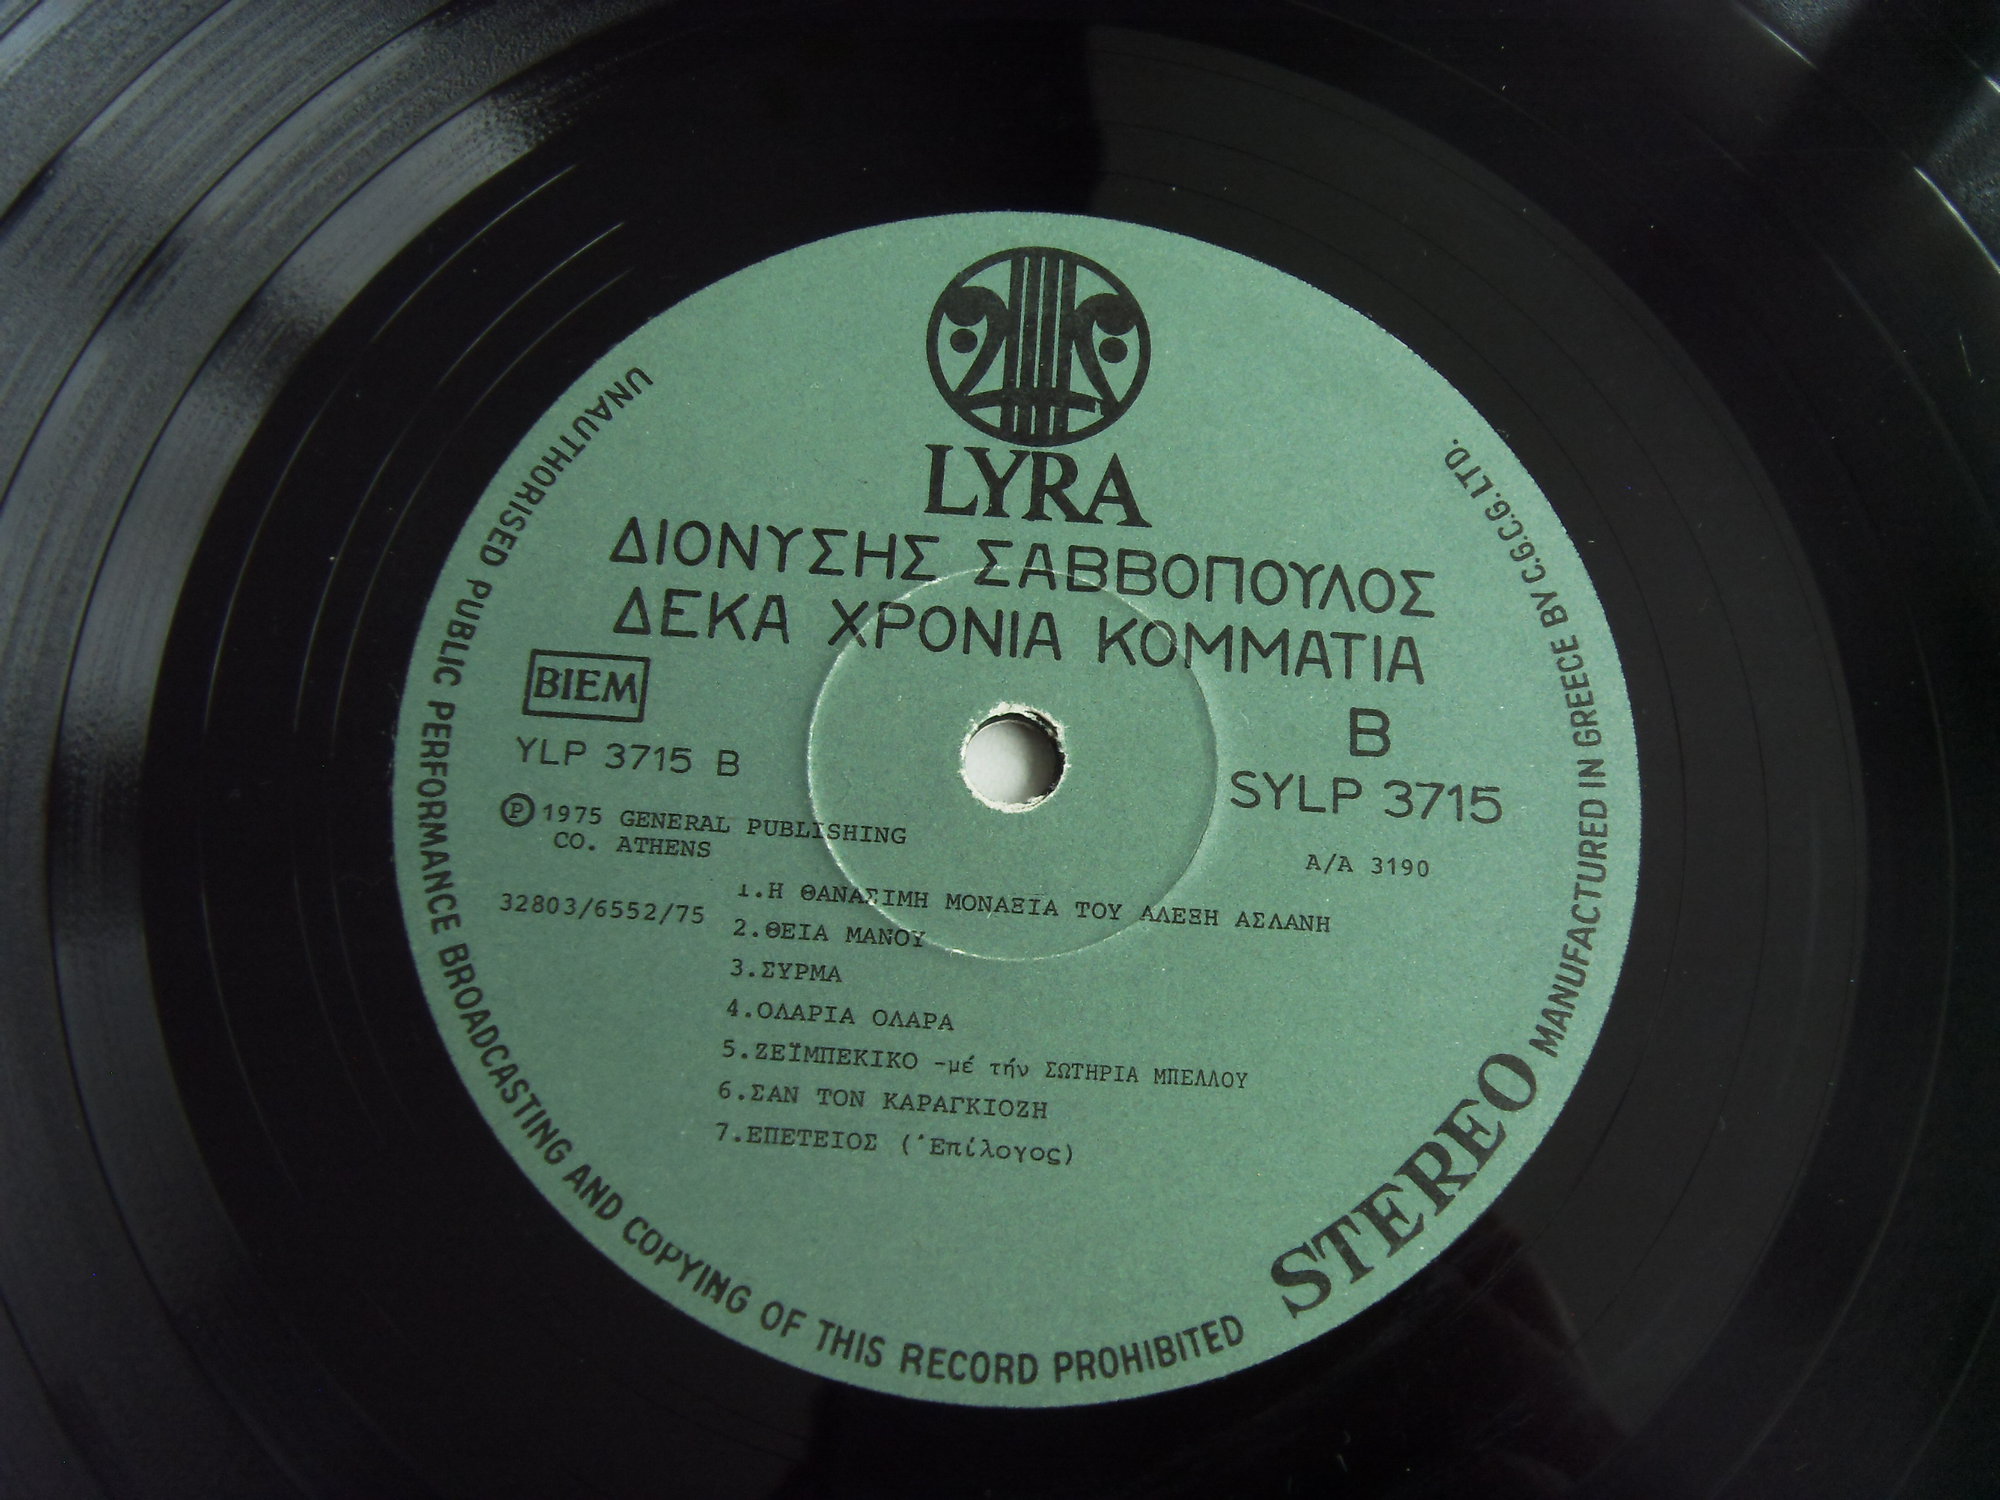 LYRA
ΔΙΟΝΥΣΗΣ ΣΑΒΒΟΠΟΥΛΟΣ
ΔΕΚΑ ΧΡΟΝΙΑ ΚΟΜΜΑΤΙΑ
BIEM
B
YLP 3715 B
SYLP 3715
Ⓟ 1975 GENERAL PUBLISHING
CO. ATHENS
A/A 3190
32803/6552/75
1.Η ΘΑΝΑΣΙΜΗ ΜΟΝΑΞΙΑ ΤΟΥ ΑΛΕΞΗ ΑΣΛΑΝΗ
2.ΘΕΙΑ ΜΑΝΟΥ
3.ΣΥΡΜΑ
4.ΟΛΑΡΙΑ ΟΛΑΡΑ
5.ΖΕΪΜΠΕΚΙΚΟ -μέ τήν ΣΩΤΗΡΙΑ ΜΠΕΛΛΟΥ
6.ΣΑΝ ΤΟΝ ΚΑΡΑΓΚΙΟΖΗ
7.ΕΠΕΤΕΙΟΣ (Ἐπίλογος)
UNAUTHORISED PUBLIC PERFORMANCE BROADCASTING AND COPYING OF THIS RECORD PROHIBITED
STEREO
MANUFACTURED IN GREECE BY C.G.C.G. LTD.